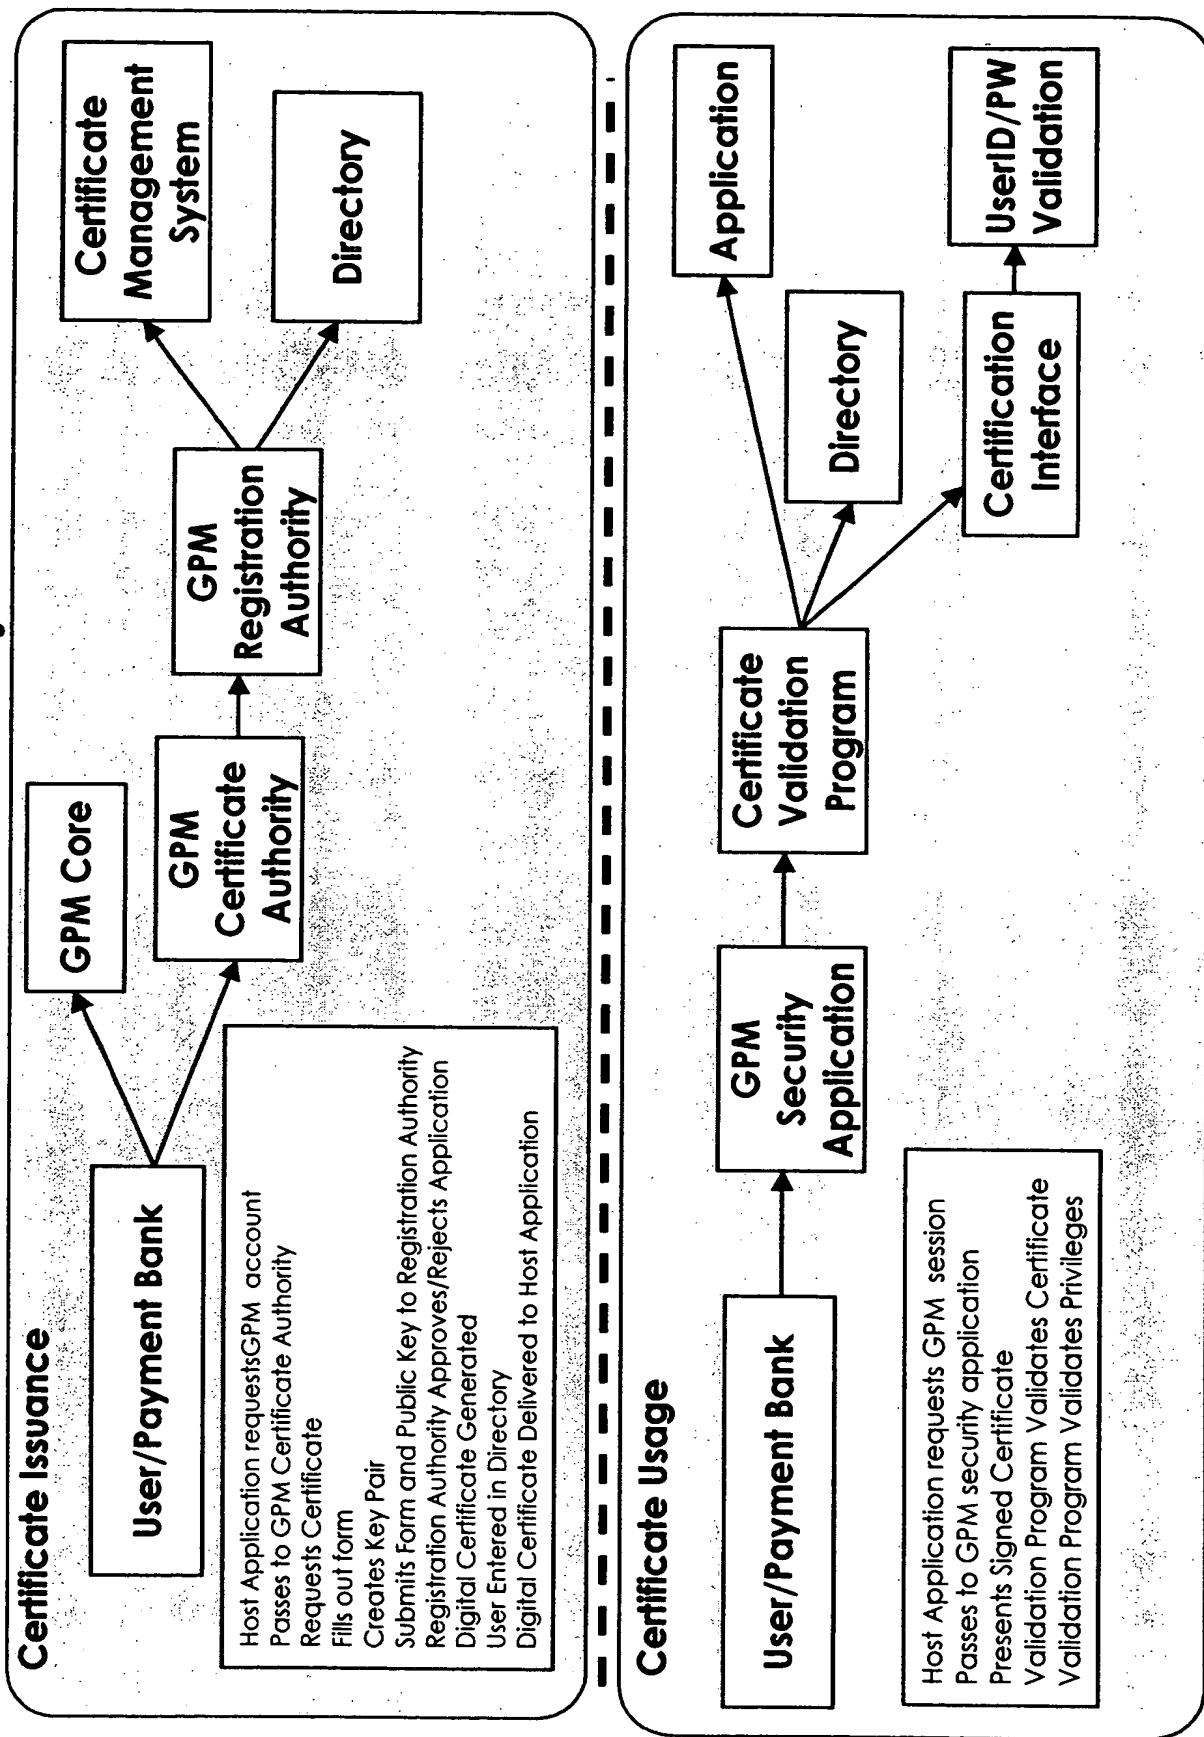 Certificate Issuance
User/Payment Bank
GPM Core
GPM
Certificate
Authority
GPM
Registration
Authority
Certificate
Management
System
Directory
Host Application requestsGPM account
Passes to GPM Certificate Authority
Requests Certificate
Fills out form
Creates Key Pair
Submits Form and Public Key to Registration Authority
Registration Authority Approves/Rejects Application
Digital Certificate Generated
User Entered in Directory
Digital Certificate Delivered to Host Application
Certificate Usage
User/Payment Bank
GPM
Security
Application
Certificate
Validation
Program
Application
Directory
Certification
Interface
UserID/PW
Validation
Host Application requests GPM session
Passes to GPM security application
Presents Signed Certificate
Validation Program Validates Certificate
Validation Program Validates Privileges